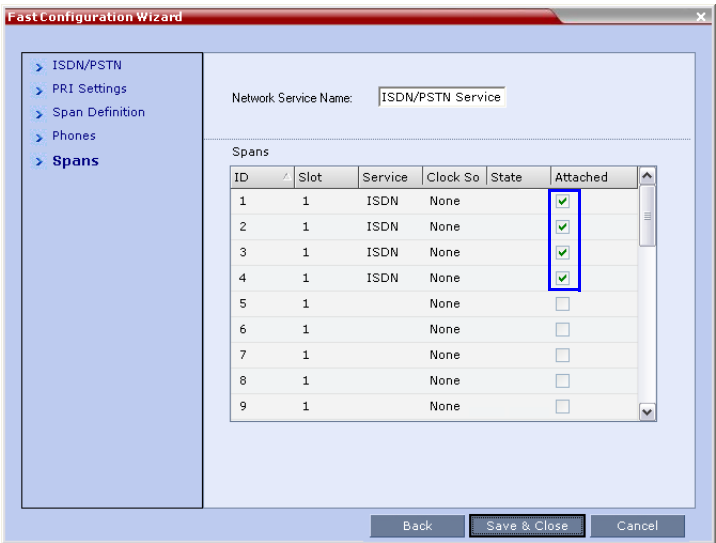 Fast Configuration Wizard
ISDN/PSTN
PRI Settings
Span Definition
Phones
Spans
Network Service Name: ISDN/PSTN Service
Spans
ID Slot Service Clock So State Attached
1 1 ISDN None
2 1 ISDN None
3 1 ISDN None
4 1 ISDN None
5 1 None
6 1 None
7 1 None
8 1 None
9 1 None
Back Save & Close Cancel